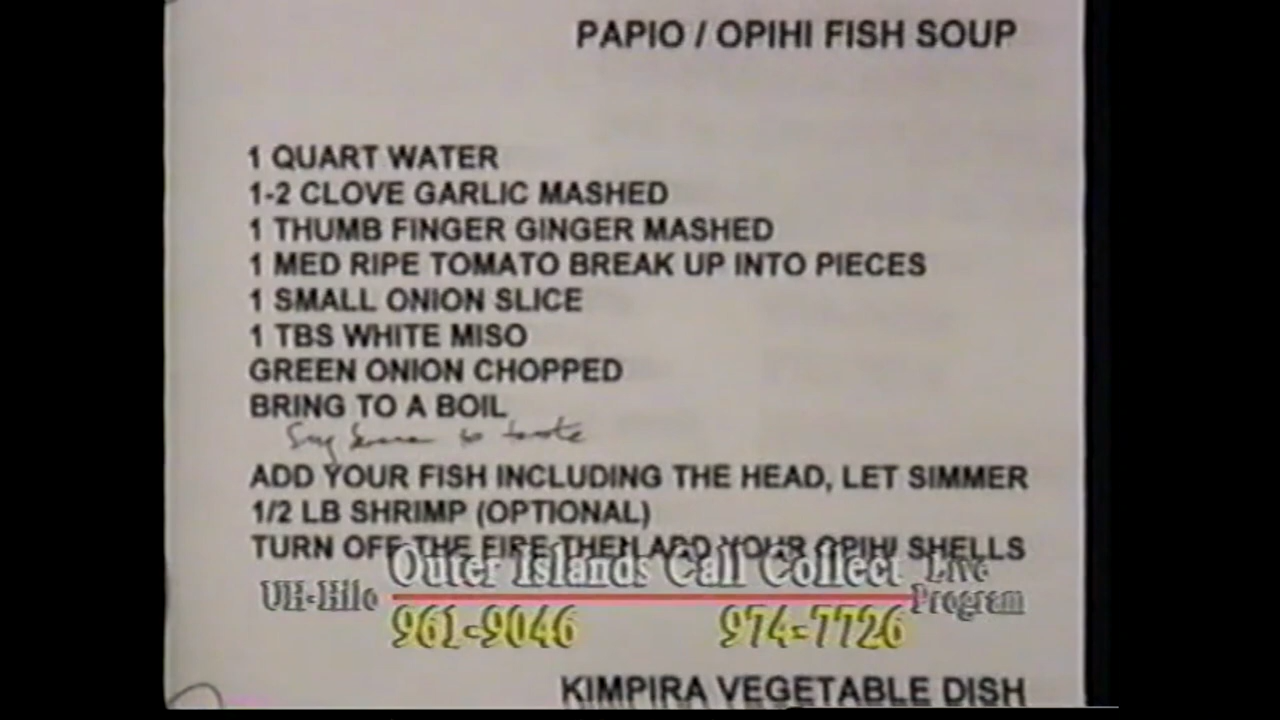 PAPIO / OPIHI FISH SOUP
1 QUART WATER
1-2 CLOVE GARLIC MASHED
1 THUMB FINGER GINGER MASHED
1 MED RIPE TOMATO BREAK UP INTO PIECES
1 SMALL ONION SLICE
1 TBS WHITE MISO
GREEN ONION CHOPPED
BRING TO A BOIL
Soy Sauce to taste
ADD YOUR FISH INCLUDING THE HEAD, LET SIMMER
1/2 LB SHRIMP (OPTIONAL)
TURN OFF THE FIRE THEN ADD YOUR OPIHI SHELLS
UH-Hilo Outer Islands Call Collect Live Program
961-9046 974-7726
KIMPIRA VEGETABLE DISH